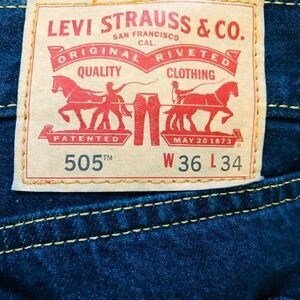 LEVI STRAUSS & CO.
SAN FRANCISCO
CAL.
ORIGINAL RIVETED
QUALITY CLOTHING
PATENTED MAY 20 1873
505™ W 36 L 34